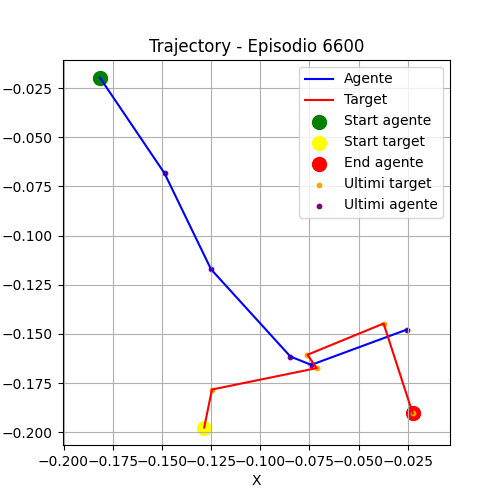 Trajectory - Episodio 6600
Agente
Target
Start agente
Start target
End agente
Ultimi target
Ultimi agente
−0.025
−0.050
−0.075
−0.100
−0.125
−0.150
−0.175
−0.200
−0.200 −0.175 −0.150 −0.125 −0.100 −0.075 −0.050 −0.025
X